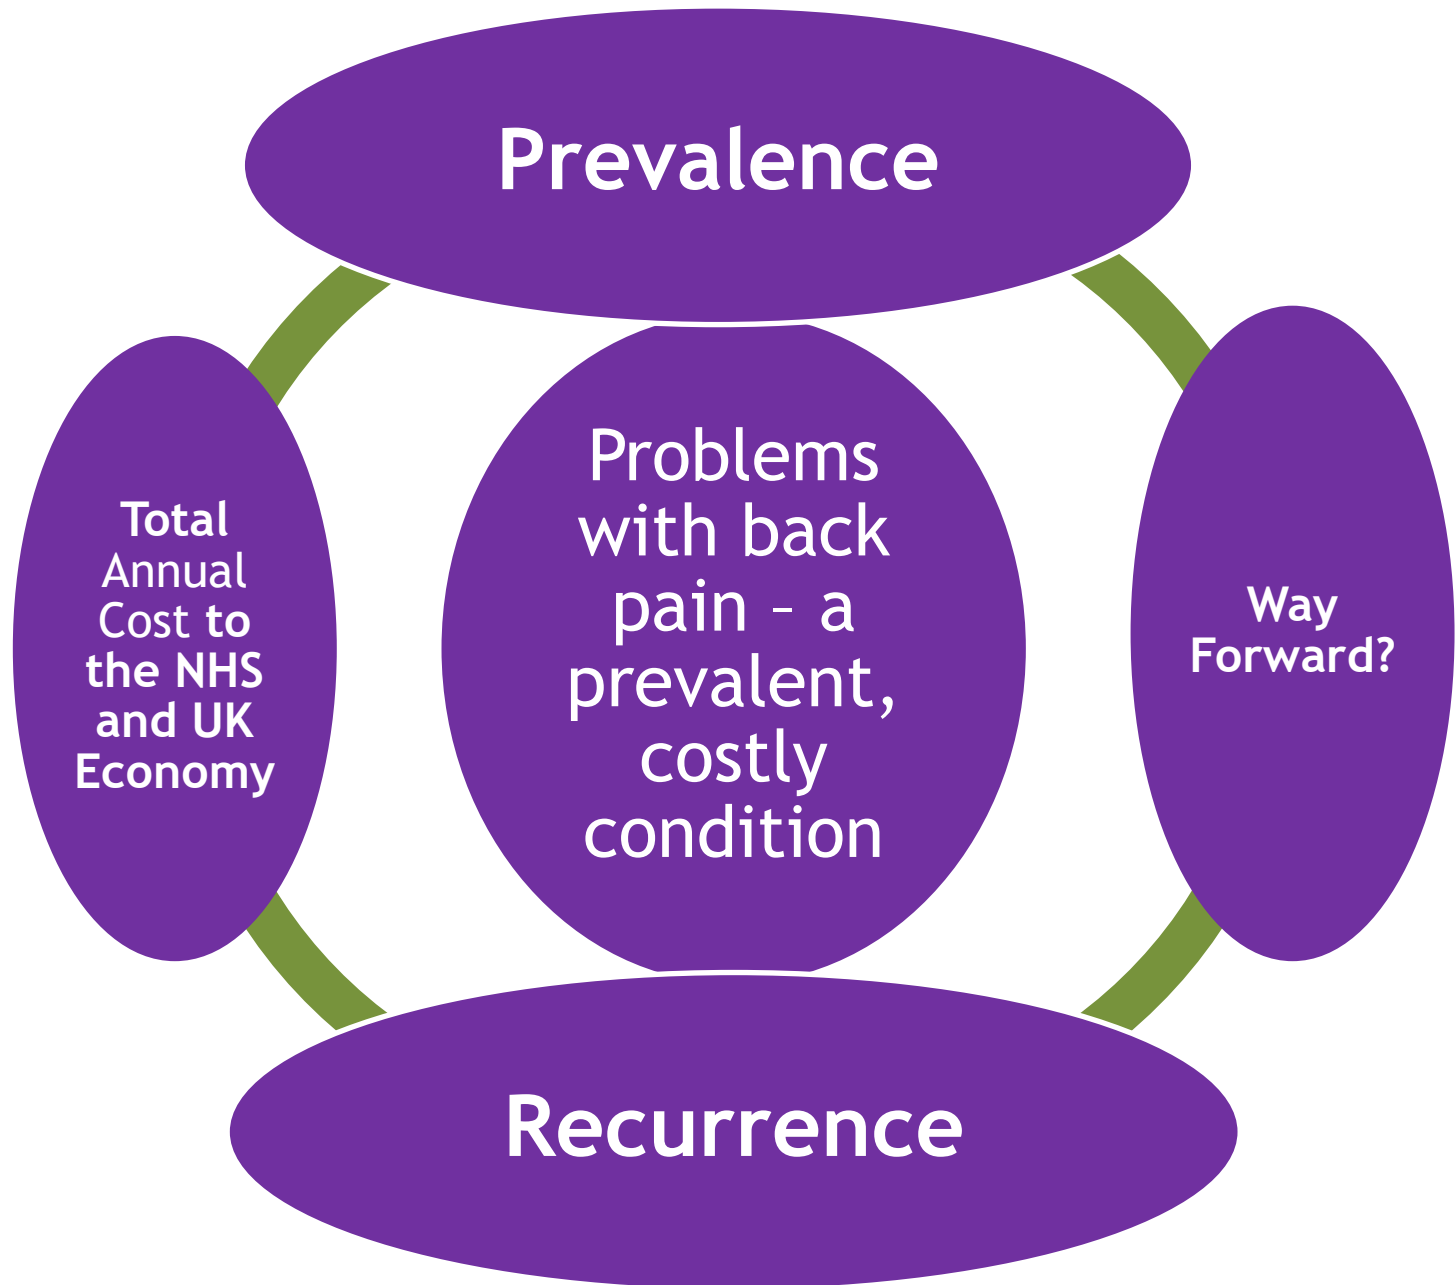 Prevalence
Problems
with back
pain – a
prevalent,
costly
condition
Total
Annual
Cost to
the NHS
and UK
Economy
Way
Forward?
Recurrence